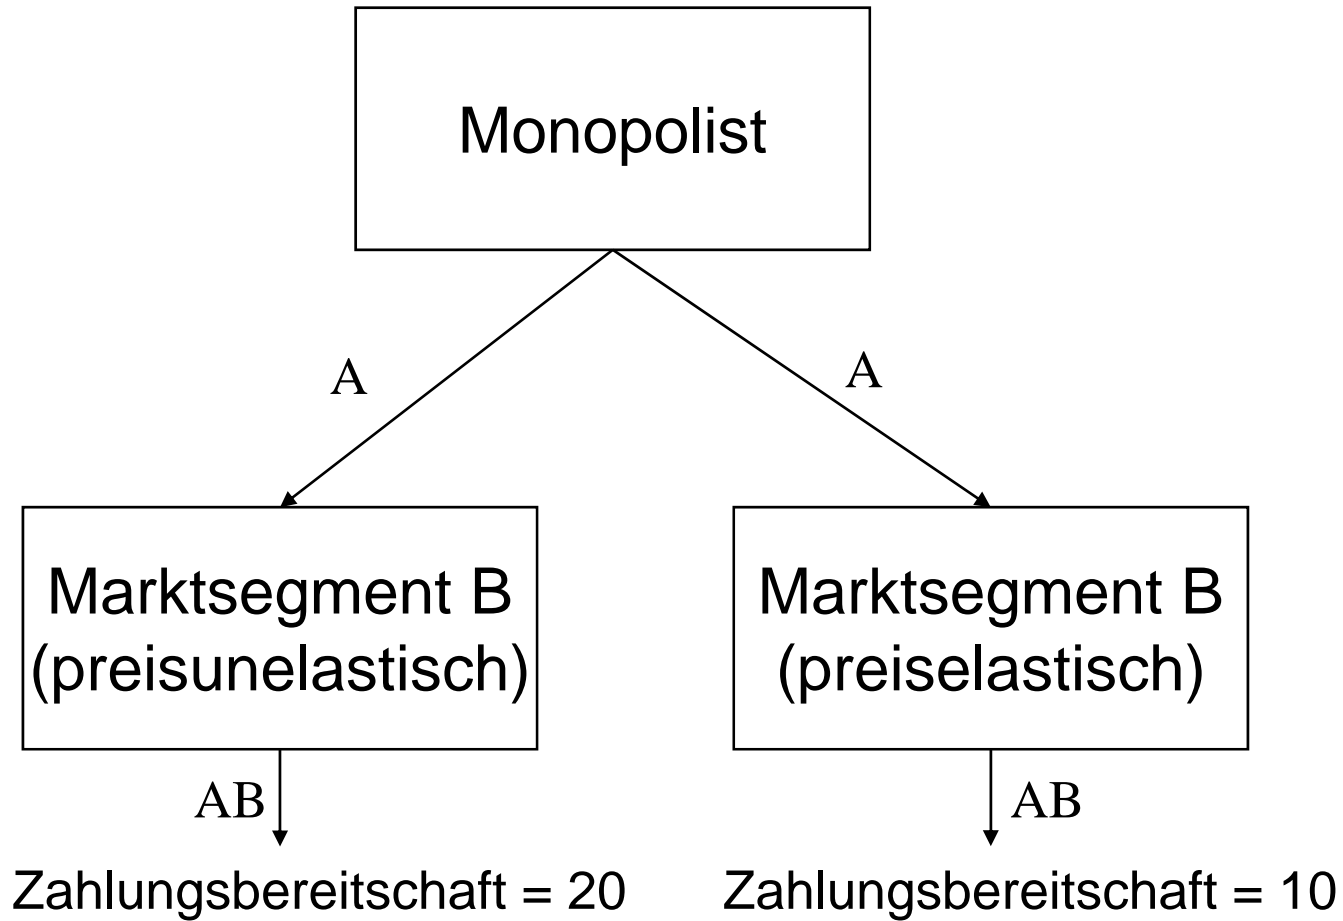 Monopolist
A
A
Marktsegment B
(preisunelastisch)
Marktsegment B
(preiselastisch)
AB
AB
Zahlungsbereitschaft = 20
Zahlungsbereitschaft = 10